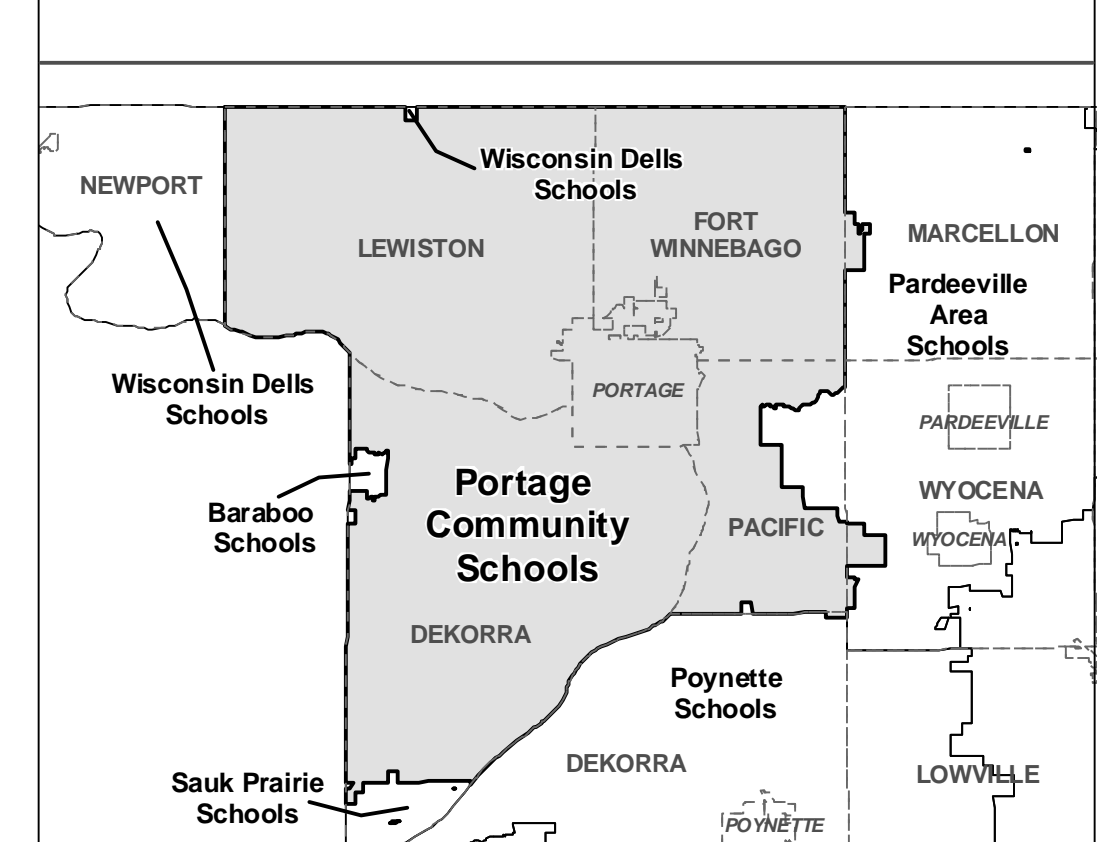 Wisconsin Dells
Schools
NEWPORT
FORT
WINNEBAGO
LEWISTON
MARCELLON
Pardeeville
Area
Schools
Wisconsin Dells
Schools
PORTAGE
PARDEEVILLE
Portage
Community
Schools
WYOCENA
Baraboo
Schools
PACIFIC
WYOCENA
DEKORRA
Poynette
Schools
DEKORRA
LOWVILLE
Sauk Prairie
Schools
POYNETTE